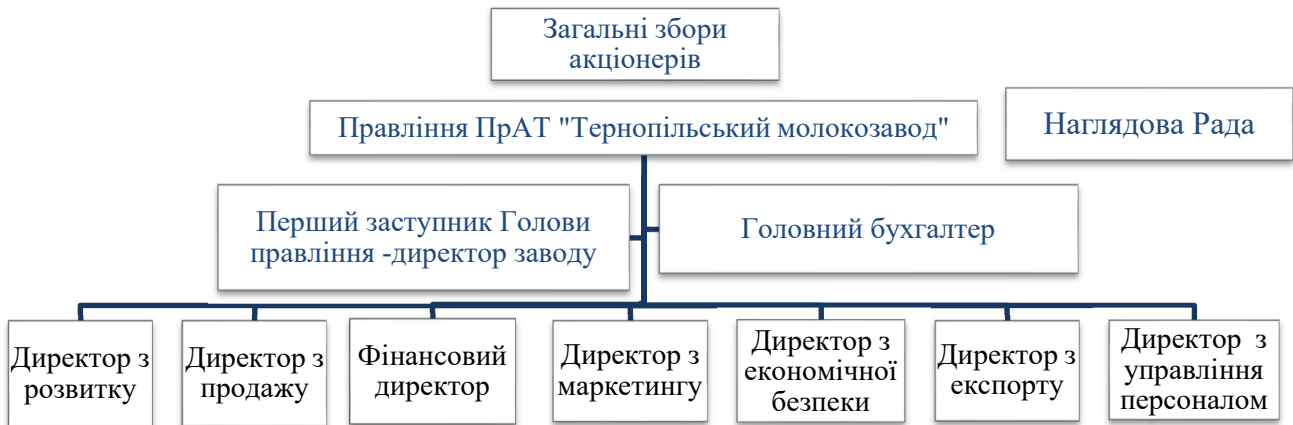 Загальні збори
акціонерів
Правління ПрАТ "Тернопільський молокозавод"
Наглядова Рада
Перший заступник Голови
правління -директор заводу
Головний бухгалтер
Директор з
розвитку
Директор з
продажу
Фінансовий
директор
Директор з
маркетингу
Директор з
економічної
безпеки
Директор з
експорту
Директор з
управління
персоналом